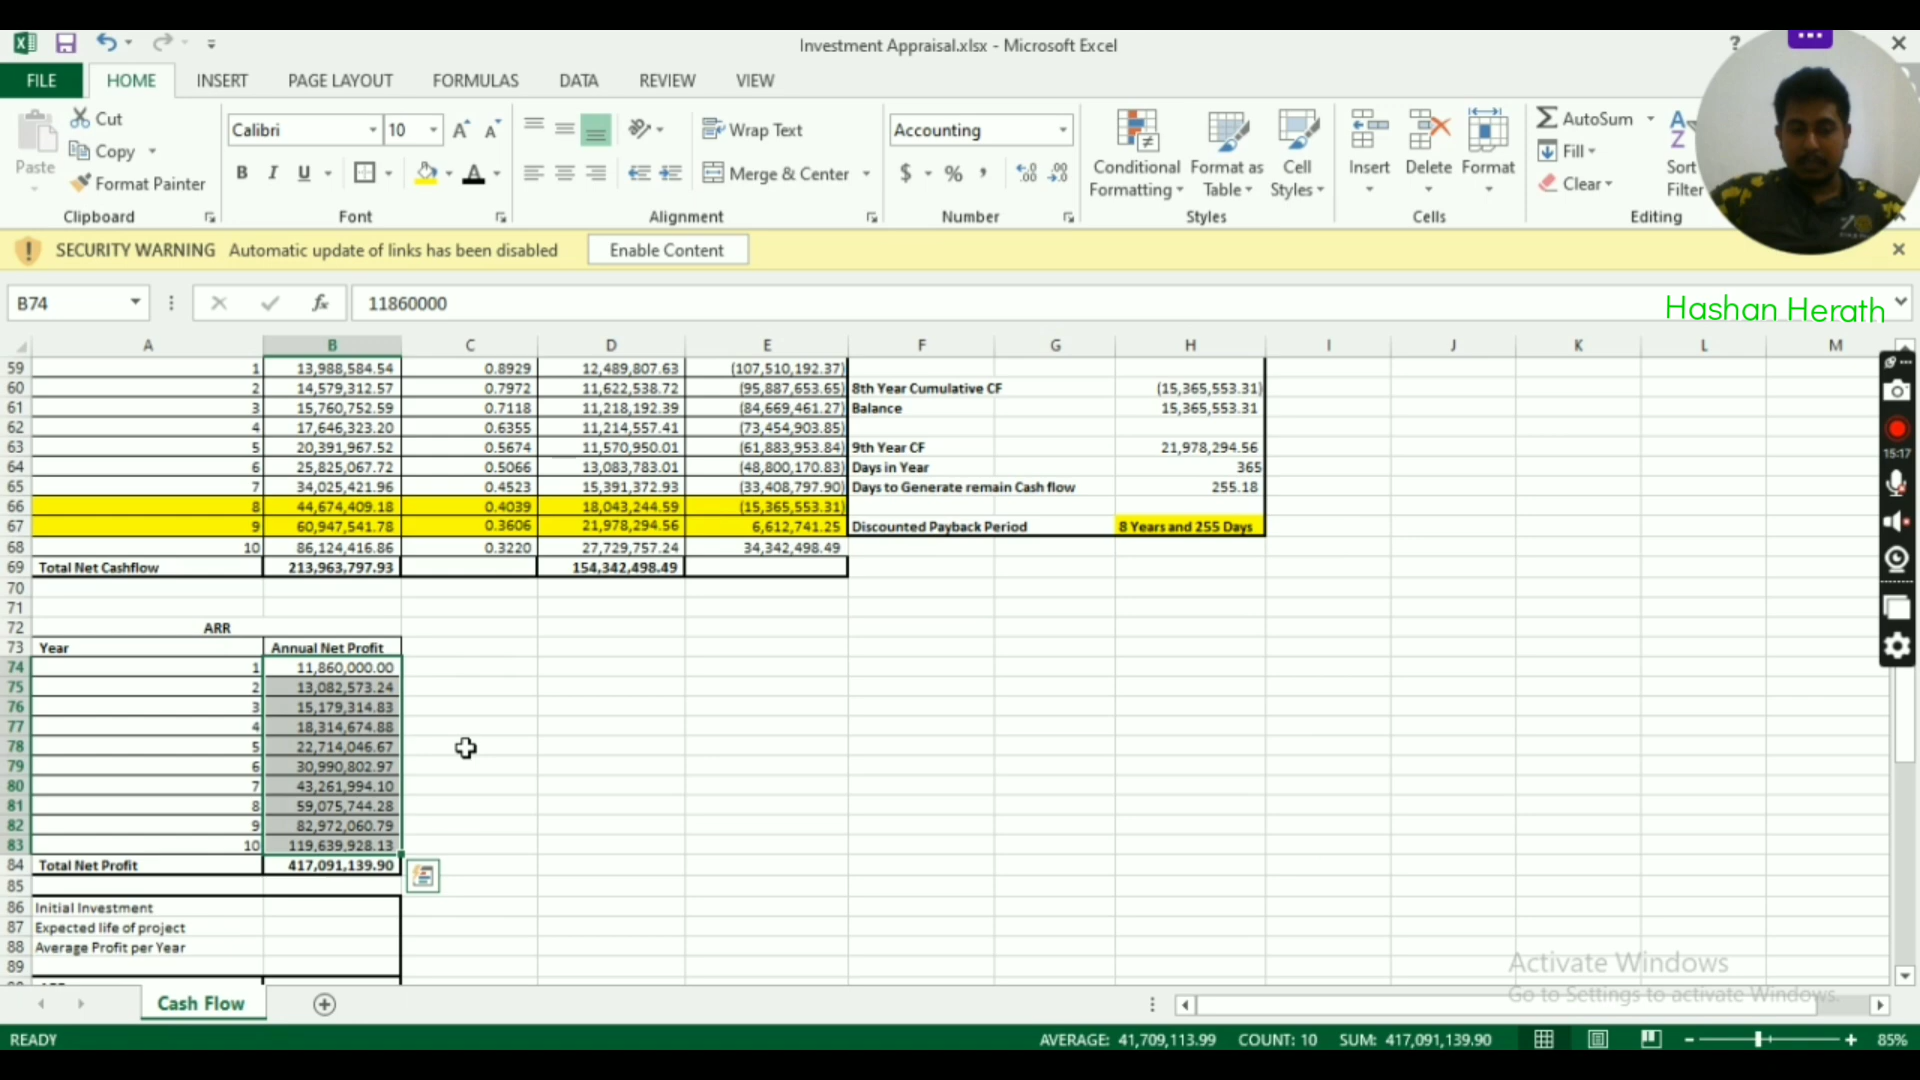 Investment Appraisal.xlsx - Microsoft Excel
?
FILE HOME INSERT PAGE LAYOUT FORMULAS DATA REVIEW VIEW
Paste
Cut
Copy
Format Painter
Clipboard
Calibri 10
B I U
Font
Wrap Text
Merge & Center
Alignment
Accounting
$ % ,
Number
Conditional Formatting
Format as Table
Cell Styles
Styles
Insert
Delete
Format
Cells
AutoSum
Fill
Clear
Sort
Filter
Editing
SECURITY WARNING Automatic update of links has been disabled Enable Content
B74 fx 11860000
Hashan Herath
A B C D E F G H I J K L M
59 1 13,988,584.54 0.8929 12,489,807.63 (107,510,192.37)
60 2 14,579,312.57 0.7972 11,622,538.72 (95,887,653.65) 8th Year Cumulative CF (15,365,553.31)
61 3 15,760,752.59 0.7118 11,218,192.39 (84,669,461.27) Balance 15,365,553.31
62 4 17,646,323.20 0.6355 11,214,557.41 (73,454,903.85)
63 5 20,391,967.52 0.5674 11,570,950.01 (61,883,953.84) 9th Year CF 21,978,294.56
64 6 25,825,067.72 0.5066 13,083,783.01 (48,800,170.83) Days in Year 365
65 7 34,025,421.96 0.4523 15,391,372.93 (33,408,797.90) Days to Generate remain Cash flow 255.18
66 8 44,674,409.18 0.4039 18,043,244.59 (15,365,553.31)
67 9 60,947,541.78 0.3606 21,978,294.56 6,612,741.25 Discounted Payback Period 8 Years and 255 Days
68 10 86,124,416.86 0.3220 27,729,757.24 34,342,498.49
69 Total Net Cashflow 213,963,797.93 154,342,498.49
70
71
72 ARR
73 Year Annual Net Profit
74 1 11,860,000.00
75 2 13,082,573.24
76 3 15,179,314.83
77 4 18,314,674.88
78 5 22,714,046.67
79 6 30,990,802.97
80 7 43,261,994.10
81 8 59,075,744.28
82 9 82,972,060.79
83 10 119,639,928.13
84 Total Net Profit 417,091,139.90
85
86 Initial Investment
87 Expected life of project
88 Average Profit per Year
89
15:17
Activate Windows
Go to Settings to activate Windows.
Cash Flow
READY AVERAGE: 41,709,113.99 COUNT: 10 SUM: 417,091,139.90 85%